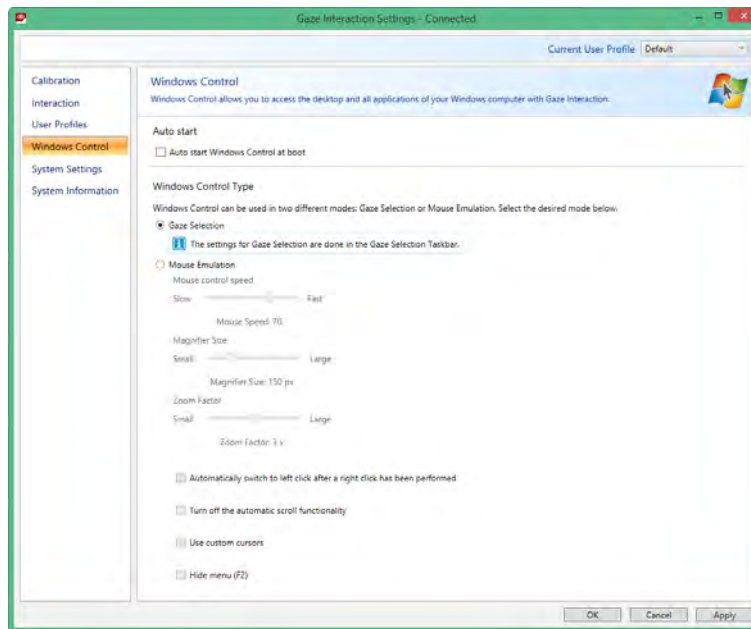 Gaze Interaction Settings - Connected
Current User Profile Default
Calibration
Interaction
User Profiles
Windows Control
System Settings
System Information
Windows Control
Windows Control allows you to access the desktop and all applications of your Windows computer with Gaze Interaction.
Auto start
Auto start Windows Control at boot
Windows Control Type
Windows Control can be used in two different modes: Gaze Selection or Mouse Emulation. Select the desired mode below:
Gaze Selection
The settings for Gaze Selection are done in the Gaze Selection Taskbar.
Mouse Emulation
Mouse control speed
Slow Fast
Mouse Speed: 70
Magnifier Size
Small Large
Magnifier Size: 150 px
Zoom Factor
Small Large
Zoom Factor: 3 x
Automatically switch to left click after a right click has been performed
Turn off the automatic scroll functionality
Use custom cursors
Hide menu (F2)
OK Cancel Apply